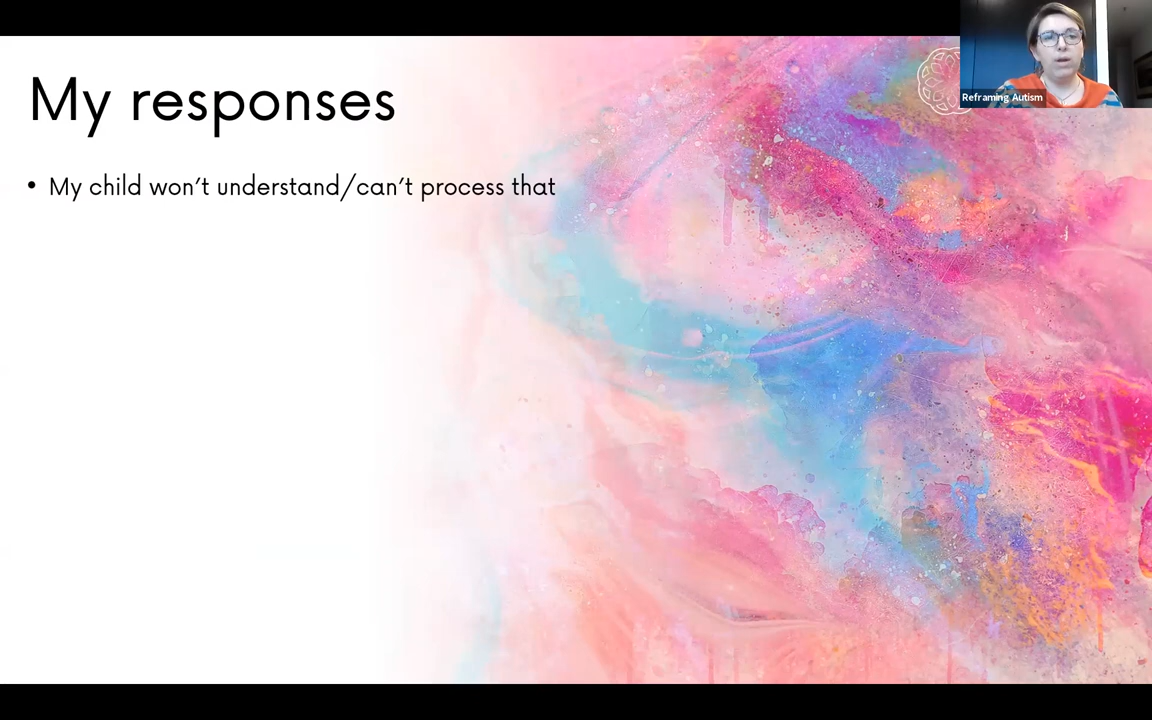 My responses
• My child won't understand/can't process that
Reframing Autism